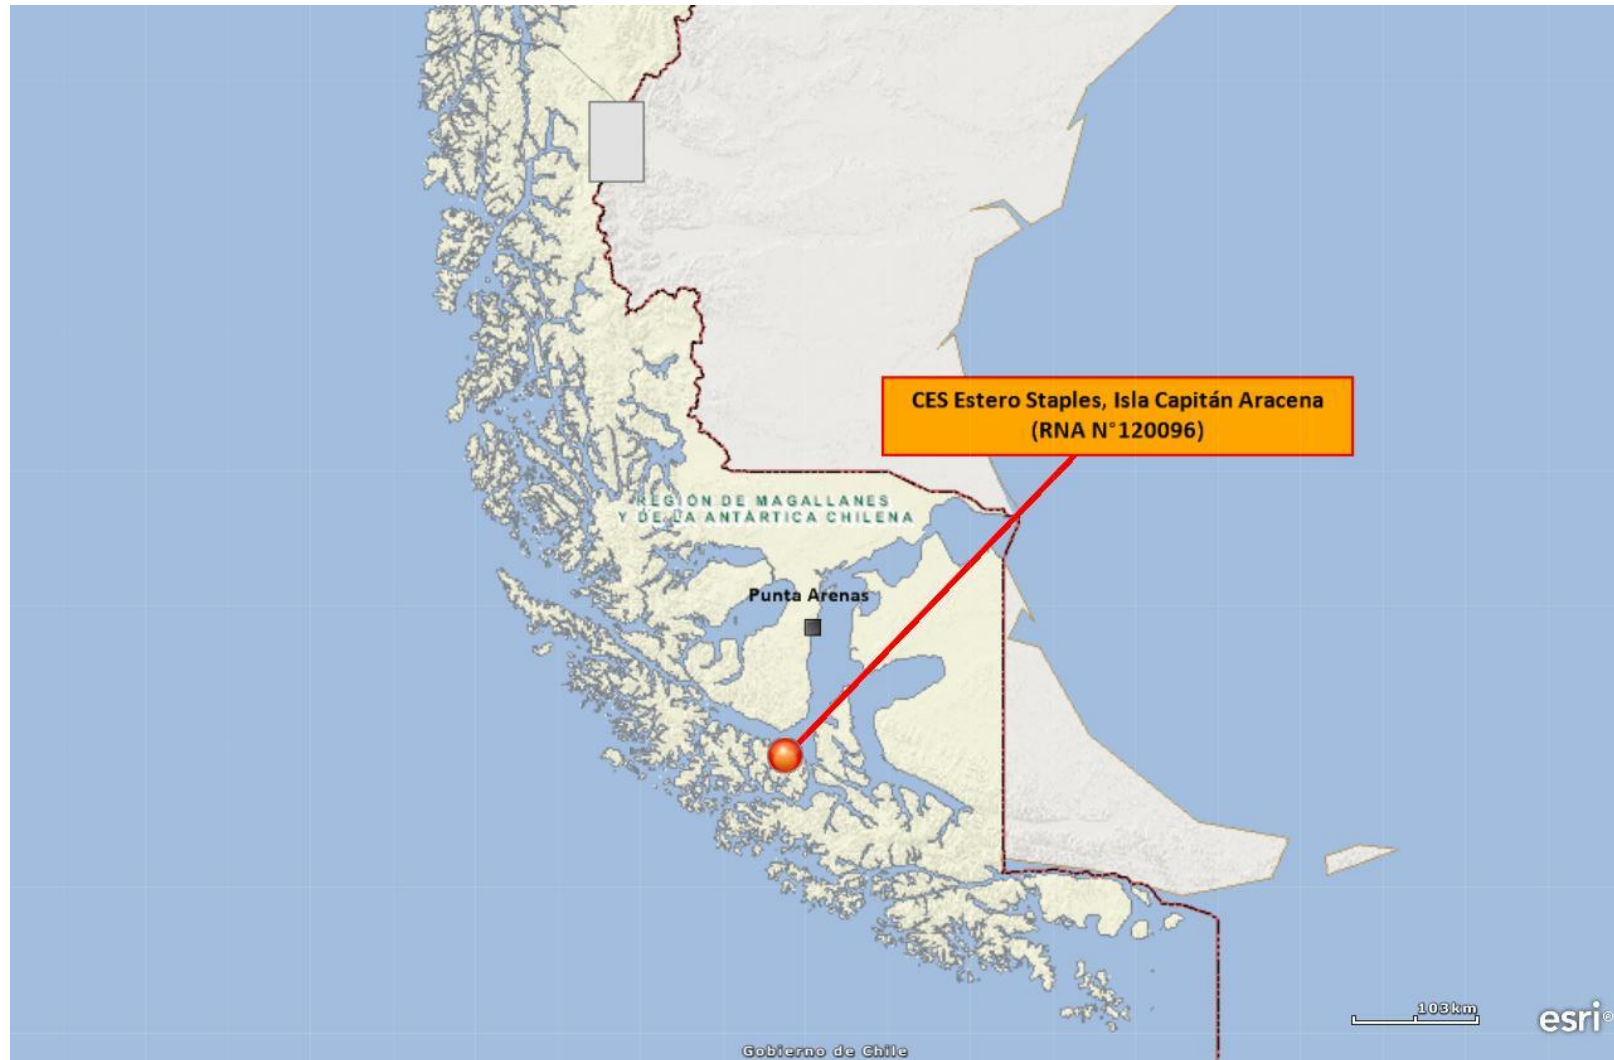 CES Estero Staples, Isla Capitán Aracena
(RNA N°120096)
REGIÓN DE MAGALLANES
Y DE LA ANTÁRTICA CHILENA
Punta Arenas
103km
esri®
Gobierno de Chile